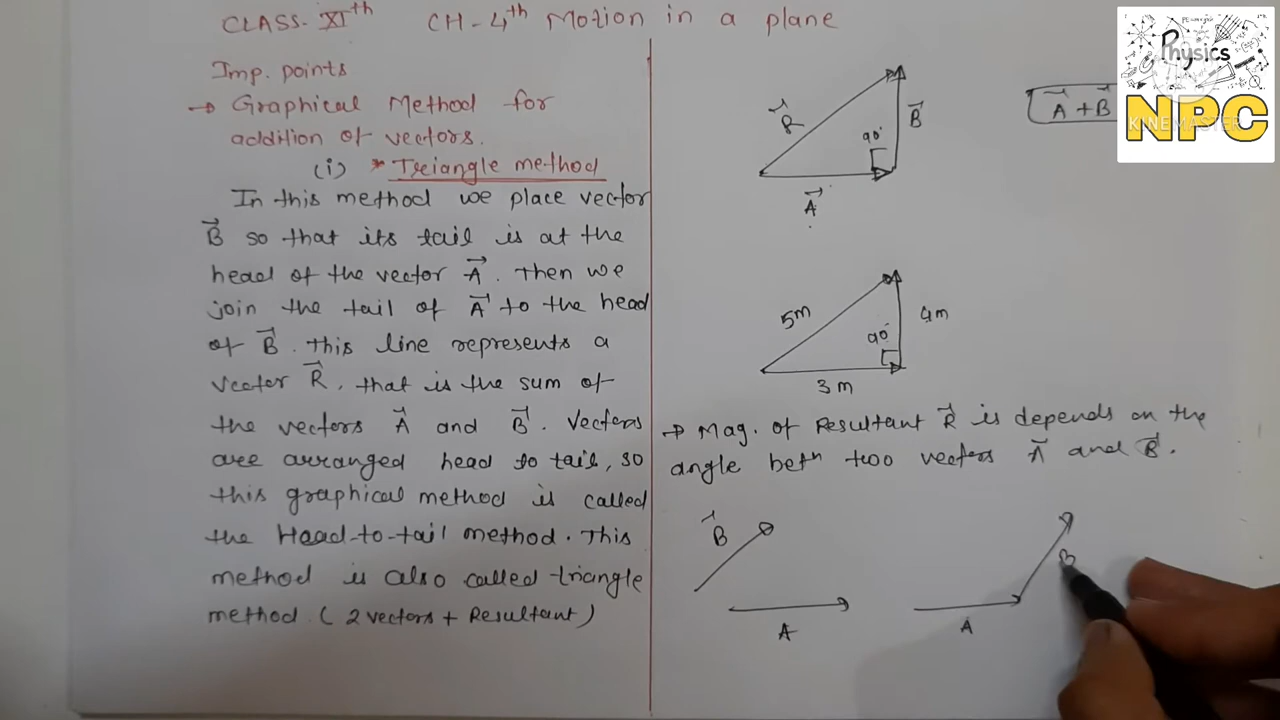 CLASS-XIth CH-4th Motion in a plane
Imp. points
→ Graphical Method for
addition of vectors.
(i) * Triangle method
In this method we place vector
B⃗ so that its tail is at the
head of the vector A⃗. Then we
join the tail of A⃗ to the head
of B⃗. This line represents a
vector R⃗, that is the sum of
the vectors A⃗ and B⃗. Vectors
are arranged head to tail, so
this graphical method is called
the Head-to-tail method. This
method is also called triangle
method. (2 vectors + Resultant)
R⃗
90°
B⃗
A⃗
A⃗ + B⃗
5m
90°
4m
3 m
→ Mag. of Resultant R⃗ is depends on the
angle betn two vectors A⃗ and B⃗.
B⃗
A
B
A
Physics
NPC
KINEMASTER